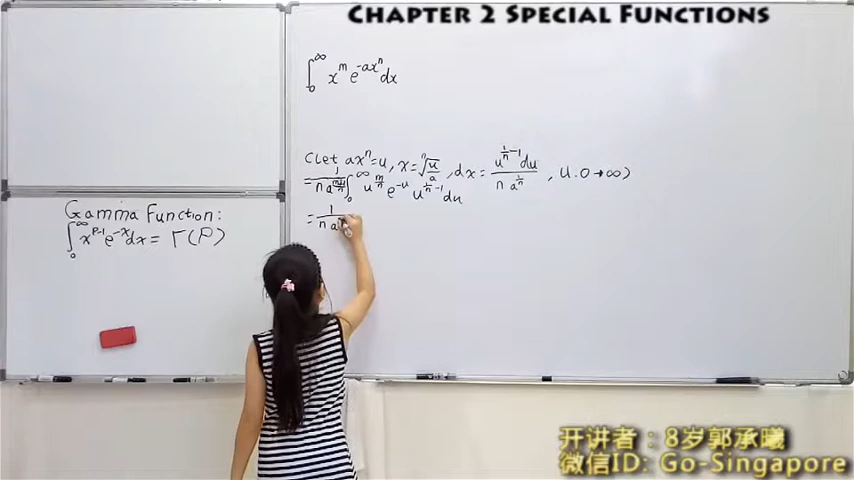 CHAPTER 2 SPECIAL FUNCTIONS
∫₀^∞ x^m e^{-ax^n} dx
(Let ax^n = u, x = ⁿ√(u/a), dx = u^{1/n - 1} du / (n a^{1/n}), u: 0→∞)
= 1/(n a^{(m+1)/n}) ∫₀^∞ u^{m/n} e^{-u} u^{1/n - 1} du
= 1/(n a
Gamma Function:
∫₀^∞ x^{P-1} e^{-x} dx = Γ(P)
开讲者：8岁郭承曦
微信ID: Go-Singapore